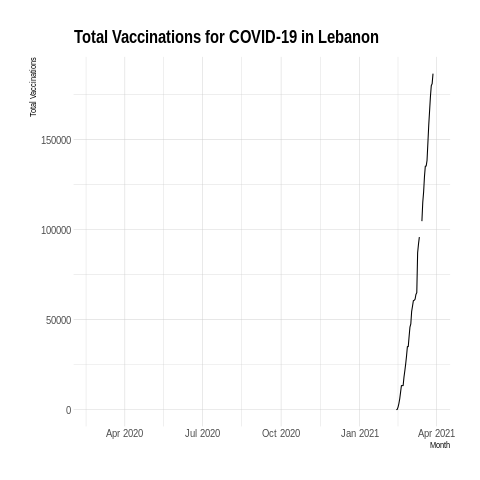 Total Vaccinations for COVID-19 in Lebanon
Total Vaccinations
150000
100000
50000
0
Apr 2020 Jul 2020 Oct 2020 Jan 2021 Apr 2021
Month